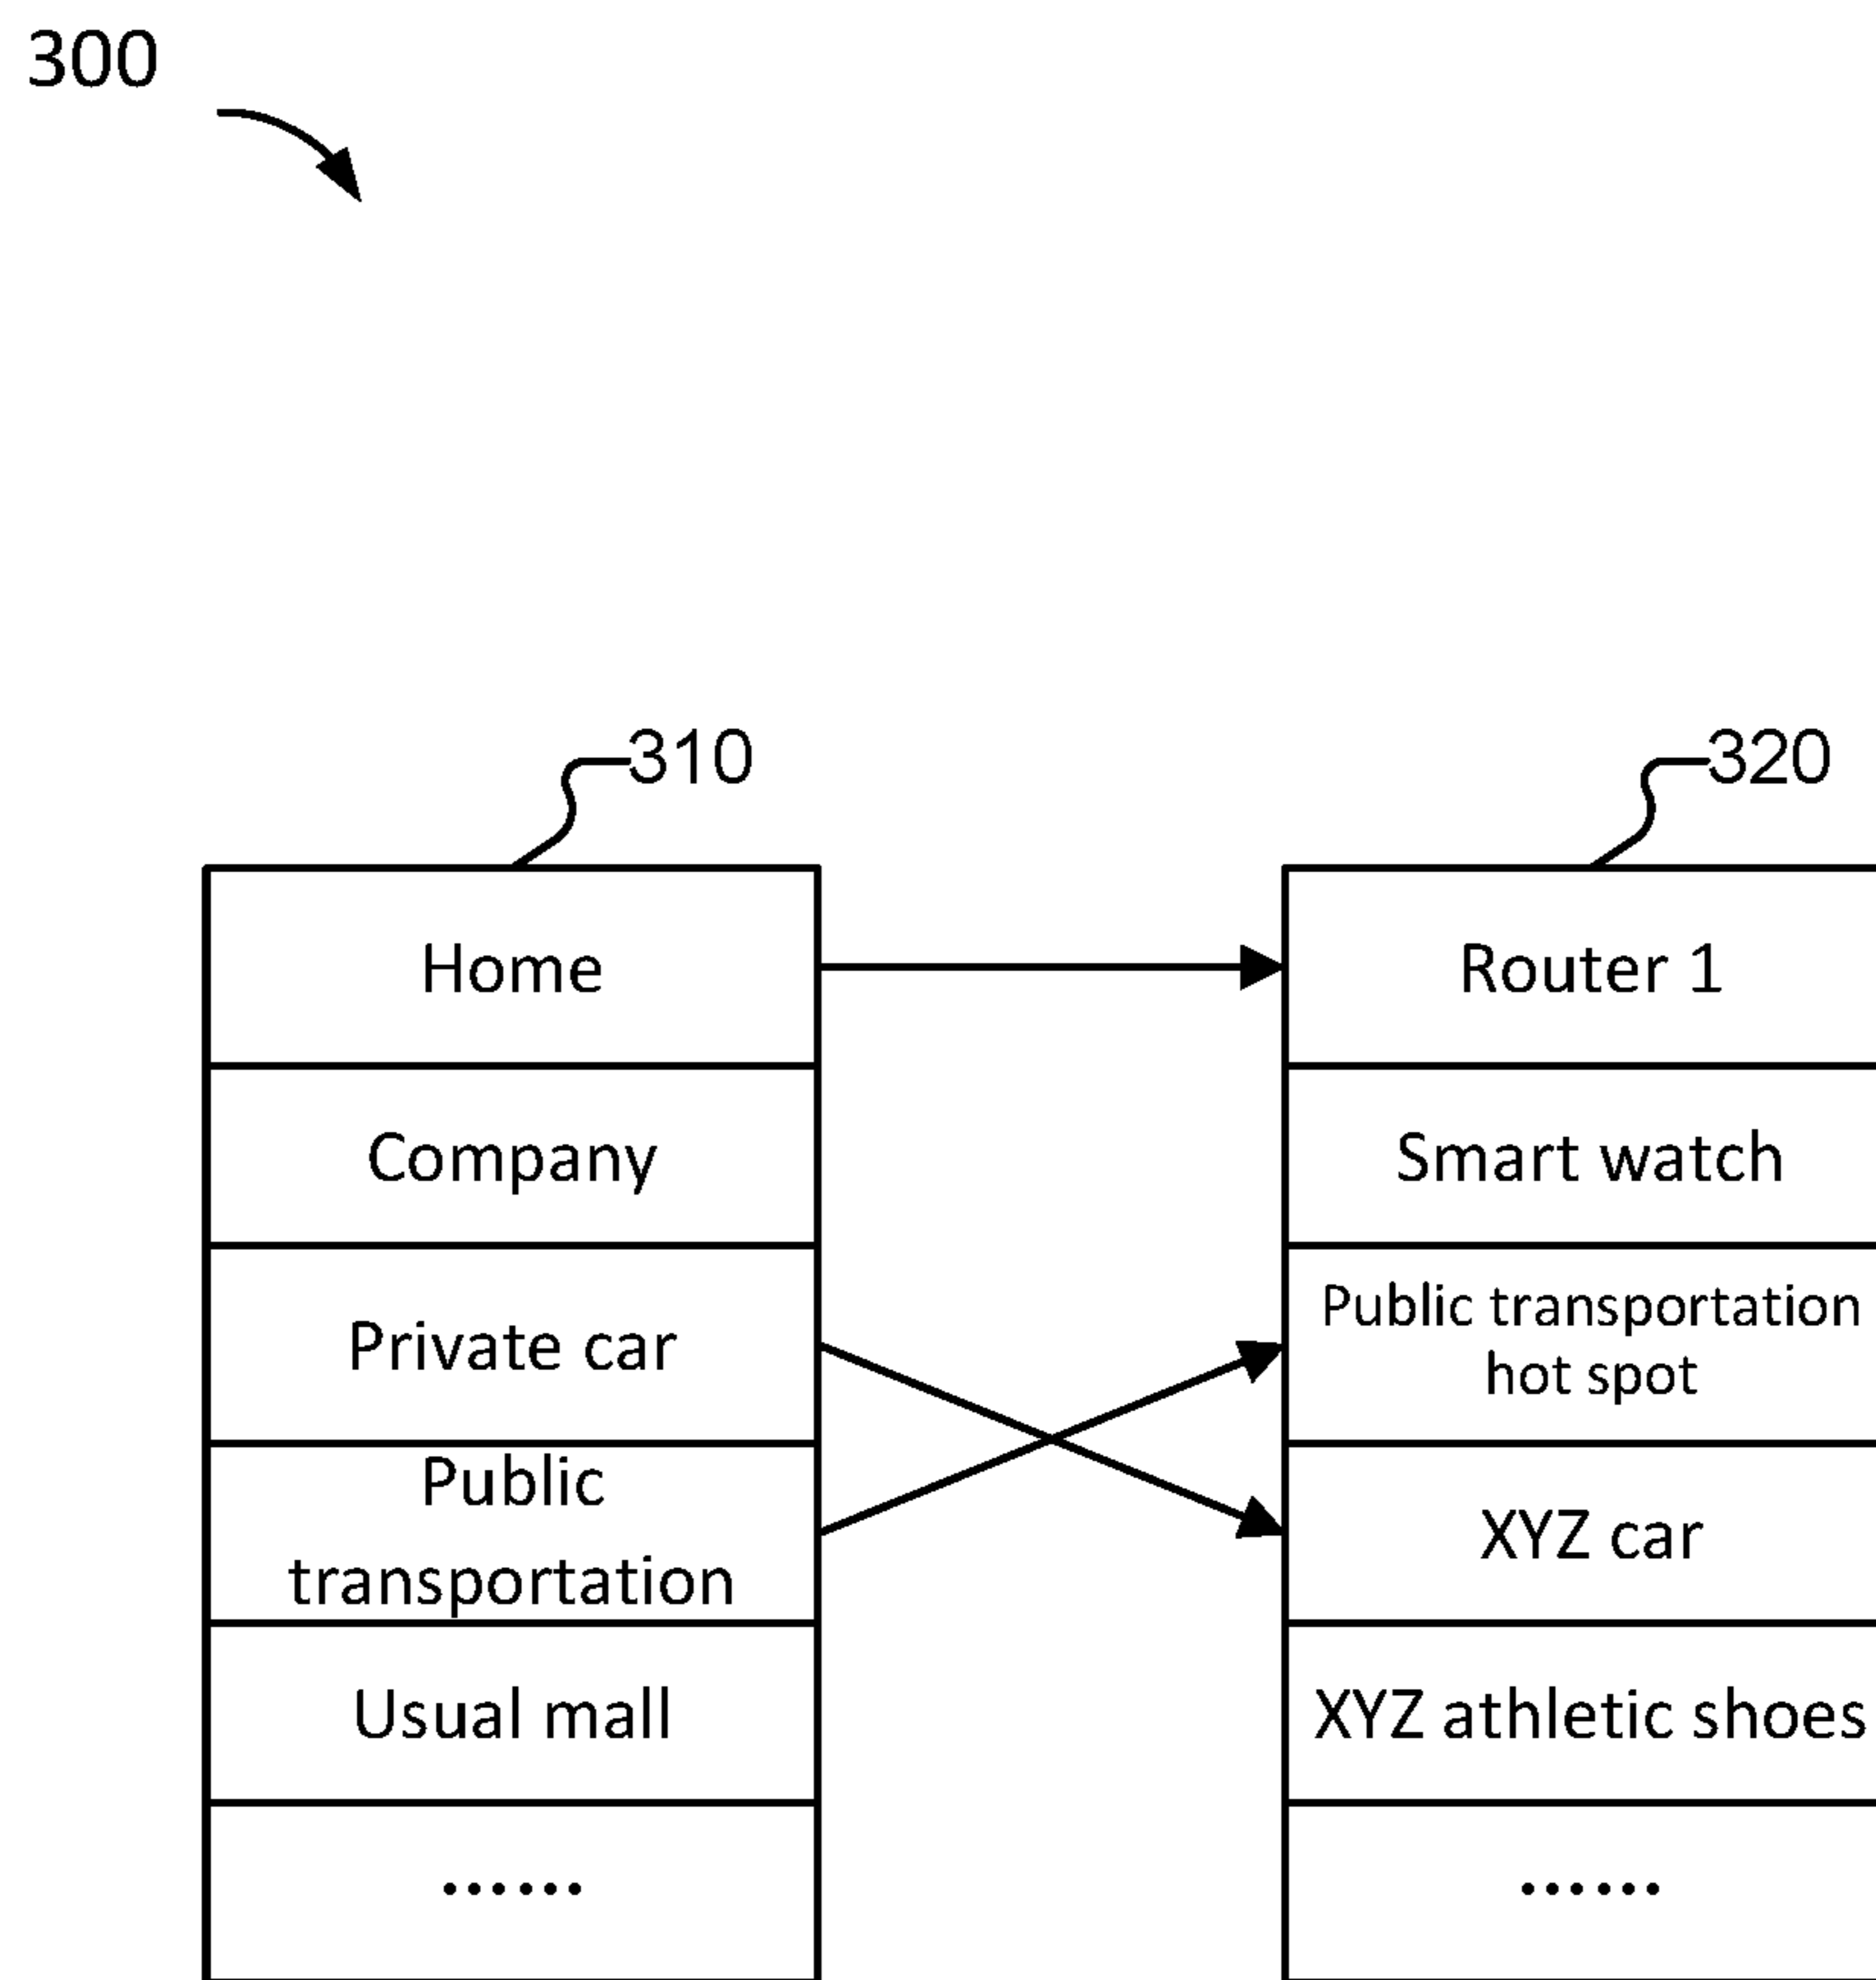 300
310
320
Home
Company
Private car
Public
transportation
Usual mall
......
Router 1
Smart watch
Public transportation
hot spot
XYZ car
XYZ athletic shoes
......